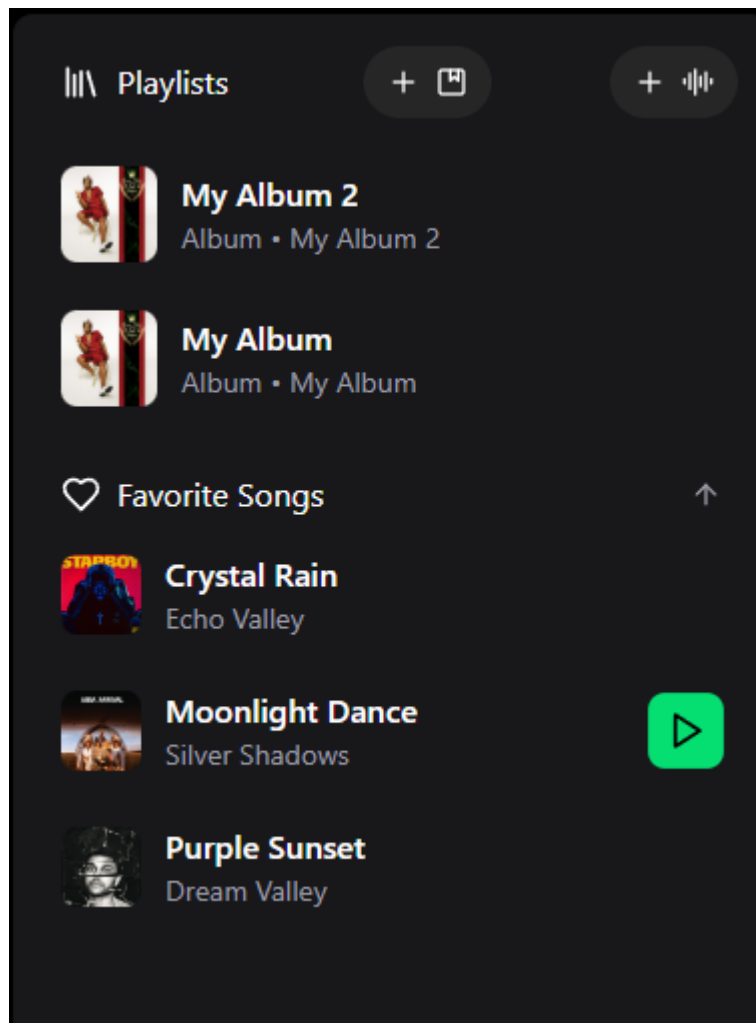 Playlists
My Album 2
Album • My Album 2
My Album
Album • My Album
Favorite Songs
STARBOY
Crystal Rain
Echo Valley
Moonlight Dance
Silver Shadows
Purple Sunset
Dream Valley